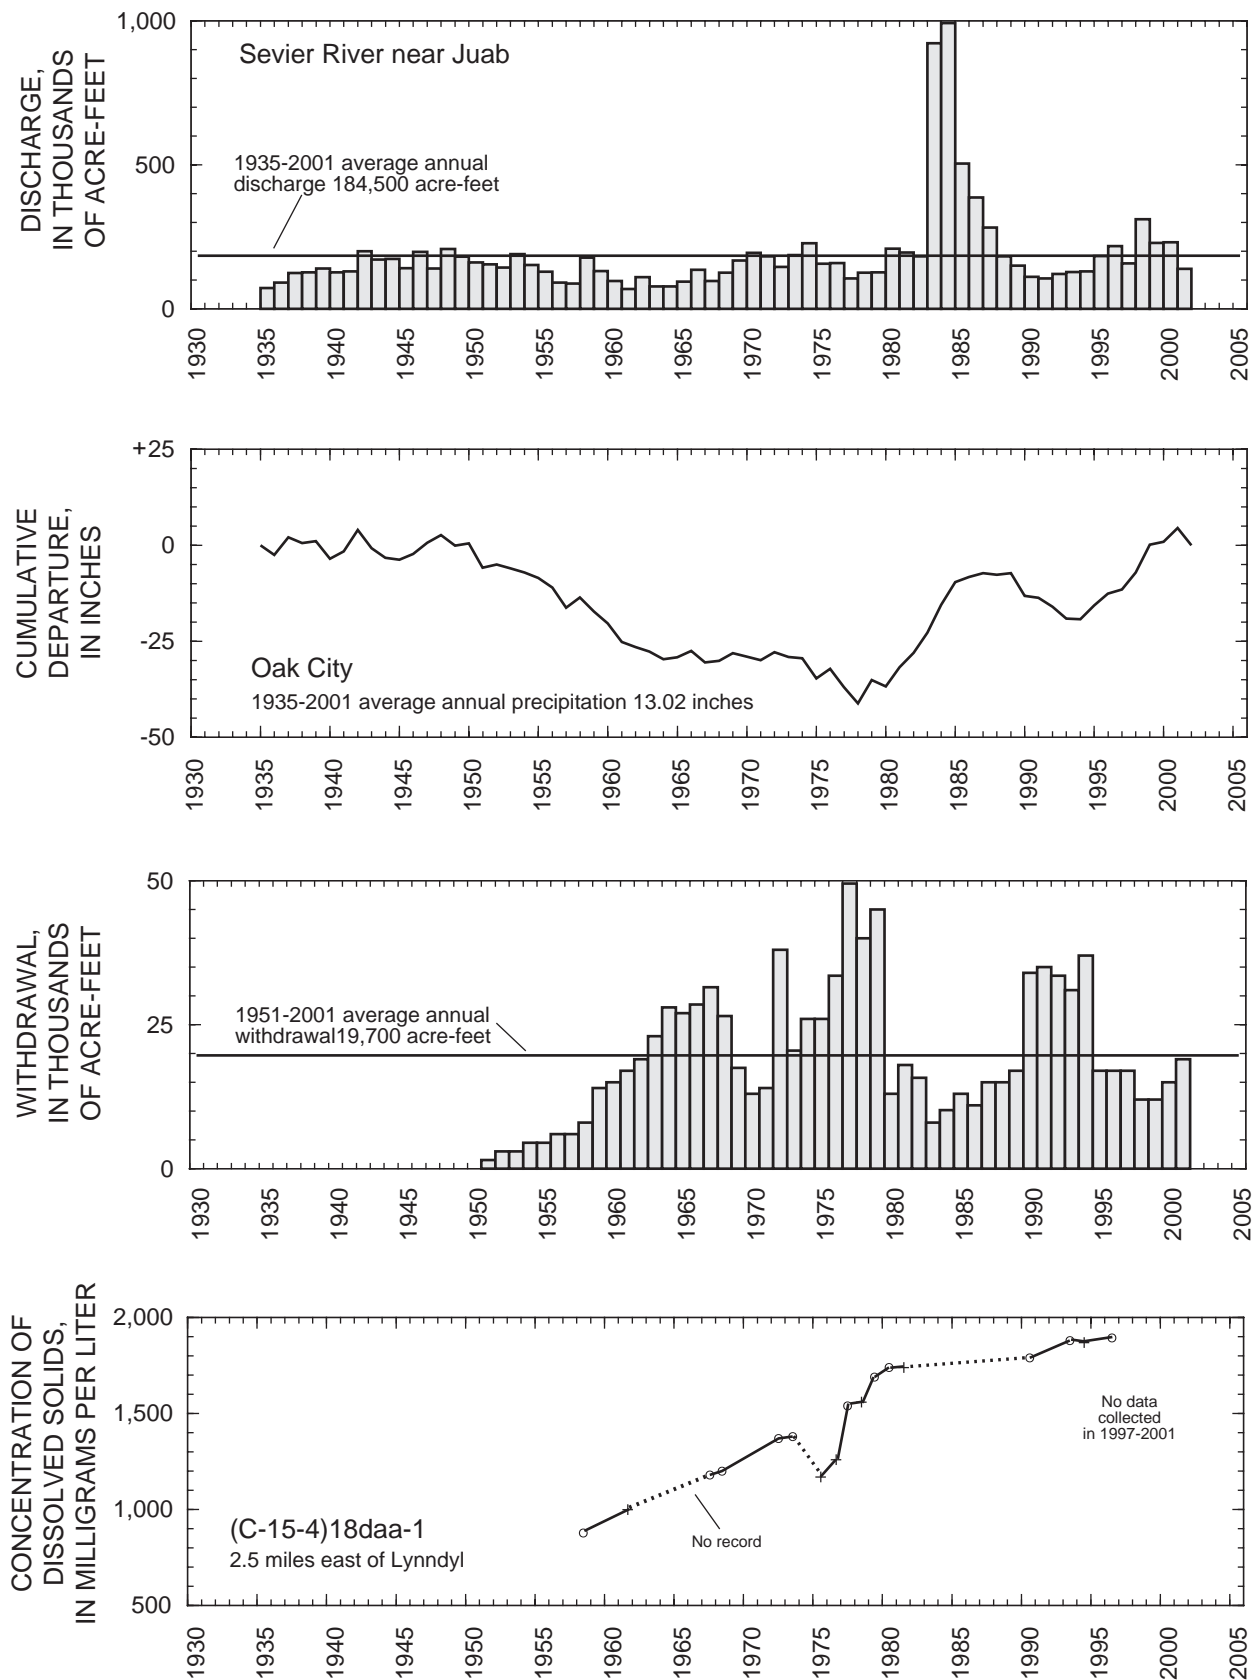 DISCHARGE,
IN THOUSANDS
OF ACRE-FEET
1,000
500
0
Sevier River near Juab
1935-2001 average annual
discharge 184,500 acre-feet
1930 1935 1940 1945 1950 1955 1960 1965 1970 1975 1980 1985 1990 1995 2000 2005
CUMULATIVE
DEPARTURE,
IN INCHES
+25
0
-25
-50
Oak City
1935-2001 average annual precipitation 13.02 inches
1930 1935 1940 1945 1950 1955 1960 1965 1970 1975 1980 1985 1990 1995 2000 2005
WITHDRAWAL,
IN THOUSANDS
OF ACRE-FEET
50
25
0
1951-2001 average annual
withdrawal19,700 acre-feet
1930 1935 1940 1945 1950 1955 1960 1965 1970 1975 1980 1985 1990 1995 2000 2005
CONCENTRATION OF
DISSOLVED SOLIDS,
IN MILLIGRAMS PER LITER
2,000
1,500
1,000
500
No data
collected
in 1997-2001
(C-15-4)18daa-1
2.5 miles east of Lynndyl
No record
1930 1935 1940 1945 1950 1955 1960 1965 1970 1975 1980 1985 1990 1995 2000 2005